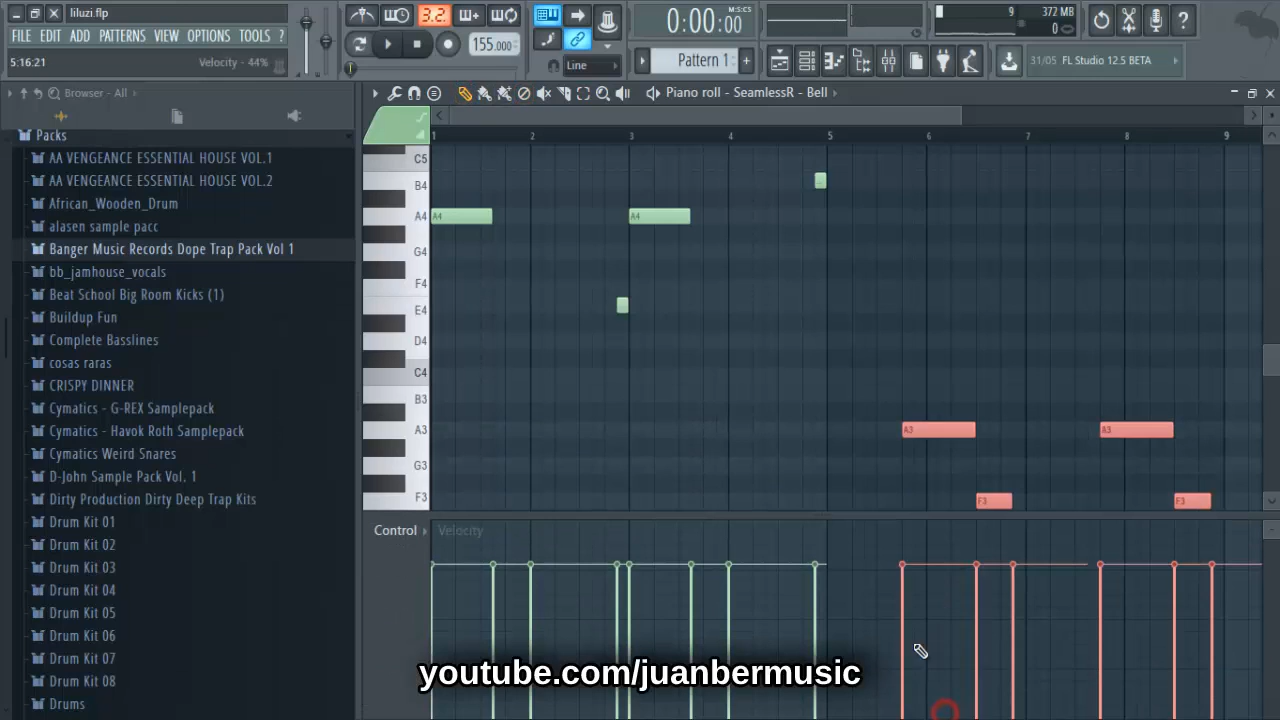 liluzi.flp
FILE EDIT ADD PATTERNS VIEW OPTIONS TOOLS ?
5:16:21 Velocity - 44%
3.2.
155.000
Line
0:00:00
M:S:CS
Pattern 1
9 372 MB
0
31/05 FL Studio 12.5 BETA
Browser - All
Piano roll - SeamlessR - Bell
1 2 3 4 5 6 7 8 9
Packs
AA VENGEANCE ESSENTIAL HOUSE VOL.1
AA VENGEANCE ESSENTIAL HOUSE VOL.2
African_Wooden_Drum
alasen sample pacc
Banger Music Records Dope Trap Pack Vol 1
bb_jamhouse_vocals
Beat School Big Room Kicks (1)
Buildup Fun
Complete Basslines
cosas raras
CRISPY DINNER
Cymatics - G-REX Samplepack
Cymatics - Havok Roth Samplepack
Cymatics Weird Snares
D-John Sample Pack Vol. 1
Dirty Production Dirty Deep Trap Kits
Drum Kit 01
Drum Kit 02
Drum Kit 03
Drum Kit 04
Drum Kit 05
Drum Kit 06
Drum Kit 07
Drum Kit 08
Drums
C5
B4
A4 A4 A4
G4
F4
E4
D4
C4
B3
A3 A3 A3
G3
F3 F3 F3
Control Velocity
youtube.com/juanbermusic